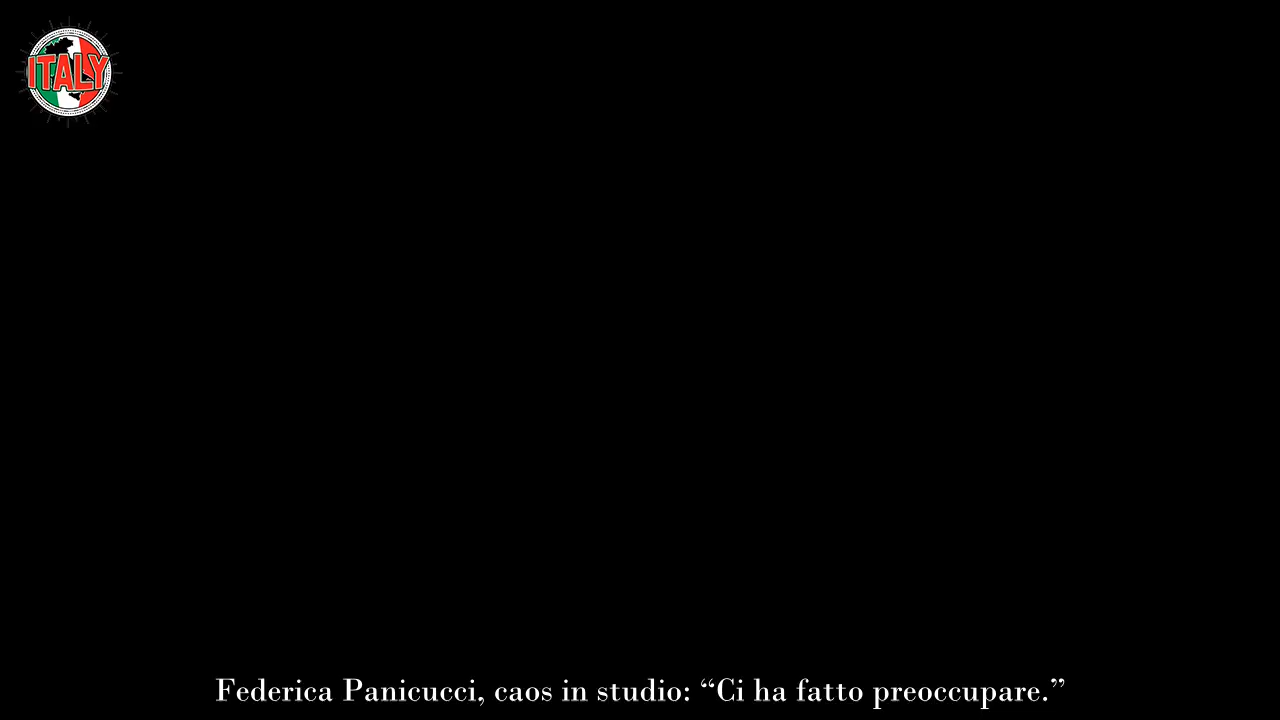 ITALY
Federica Panicucci, caos in studio: “Ci ha fatto preoccupare.”